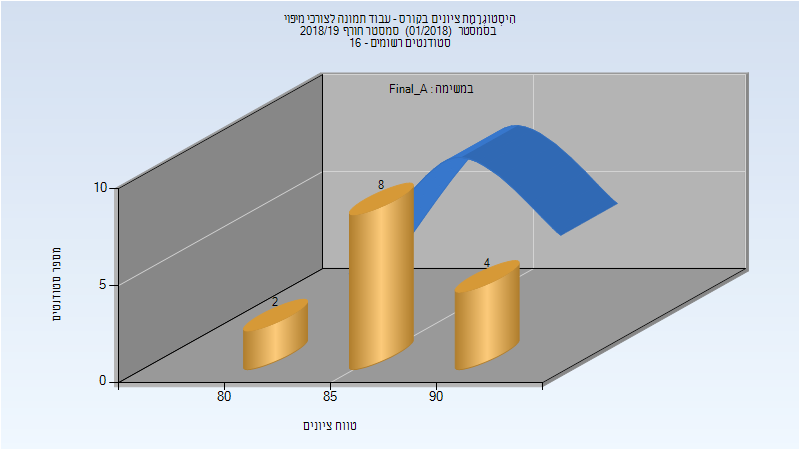 היסטוגרמת ציונים בקורס - עבוד תמונה לצורכי מיפוי
בסמסטר (01/2018) סמסטר חורף 2018/19
סטודנטים רשומים - 16
במשימה : Final_A
מספר סטודנטים
10
5
0
2
8
4
80
85
90
טווח ציונים